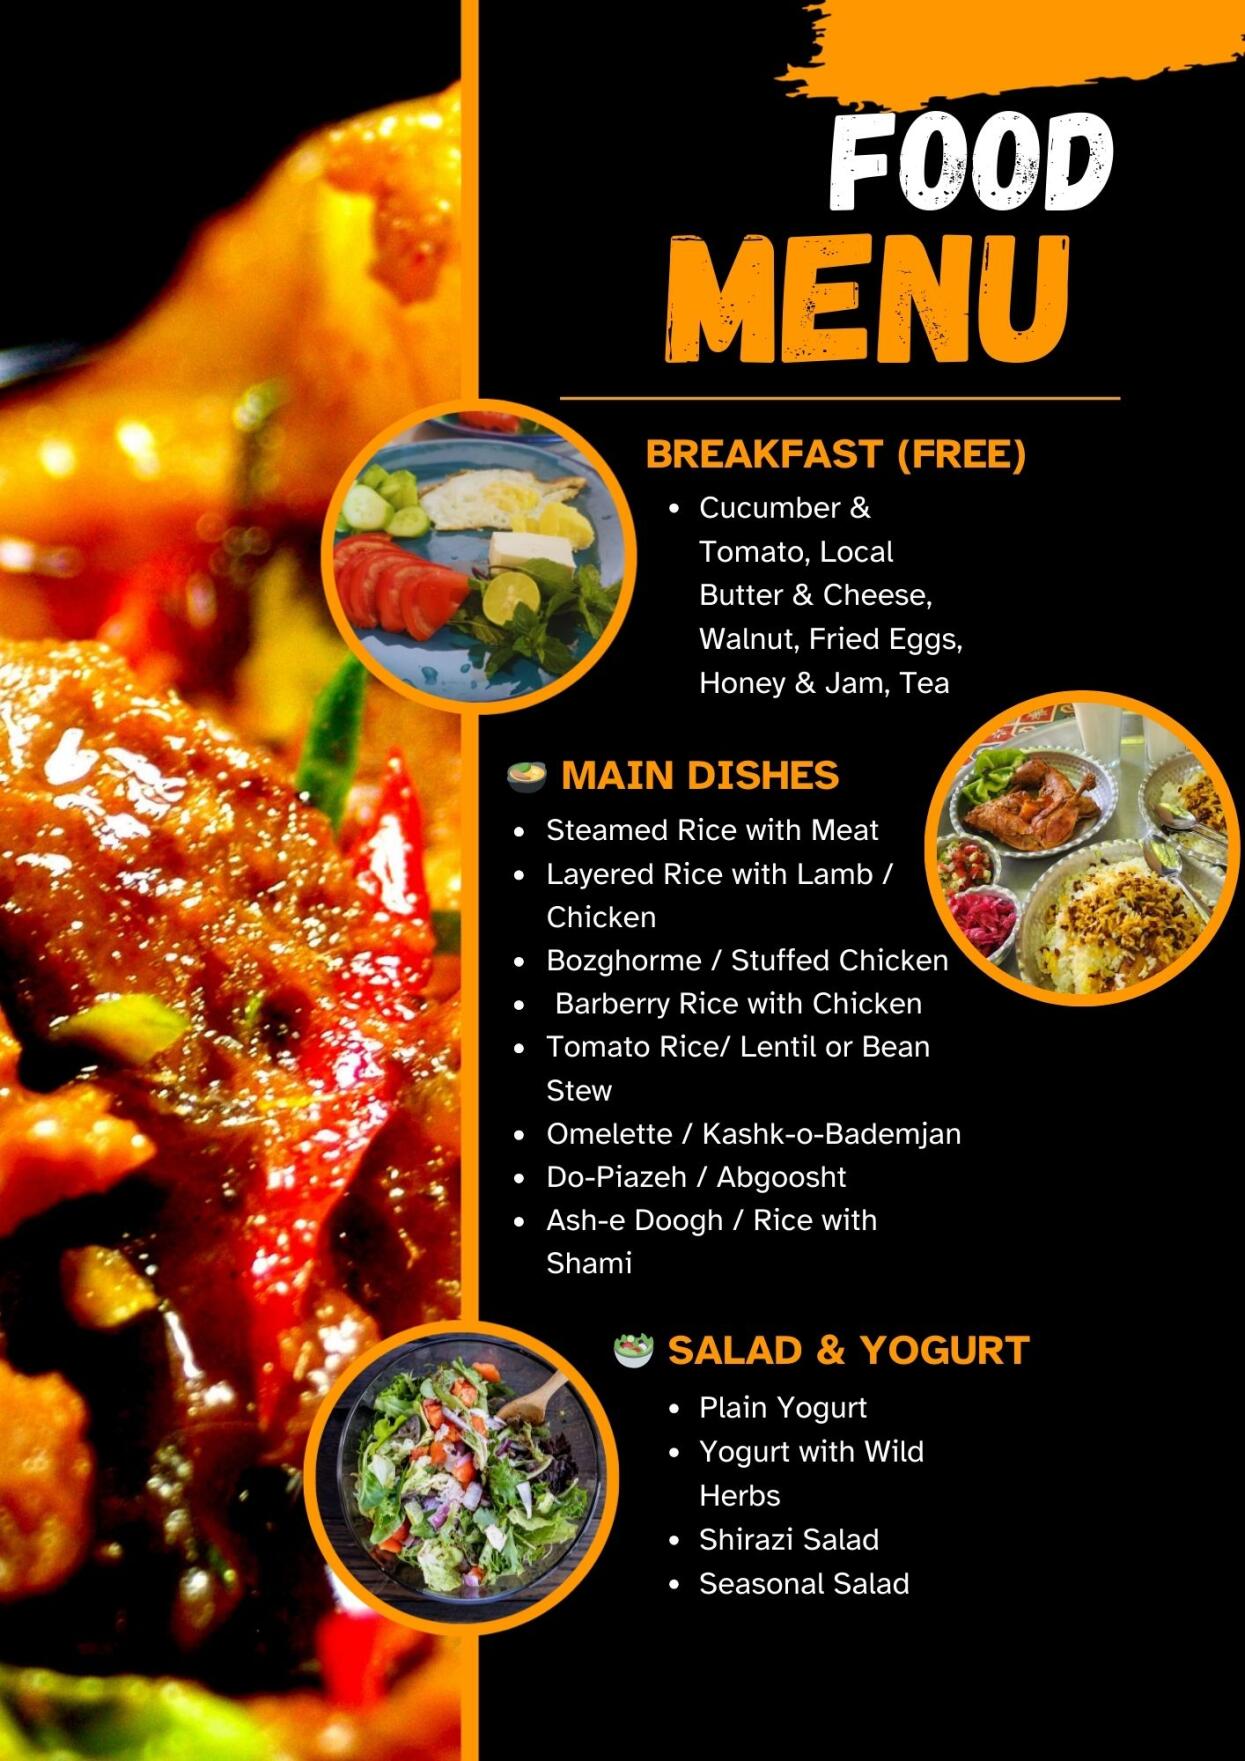 FOOD
MENU
BREAKFAST (FREE)
• Cucumber &
Tomato, Local
Butter & Cheese,
Walnut, Fried Eggs,
Honey & Jam, Tea
🍲 MAIN DISHES
• Steamed Rice with Meat
• Layered Rice with Lamb /
Chicken
• Bozghorme / Stuffed Chicken
• Barberry Rice with Chicken
• Tomato Rice/ Lentil or Bean
Stew
• Omelette / Kashk-o-Bademjan
• Do-Piazeh / Abgoosht
• Ash-e Doogh / Rice with
Shami
🥗 SALAD & YOGURT
• Plain Yogurt
• Yogurt with Wild
Herbs
• Shirazi Salad
• Seasonal Salad